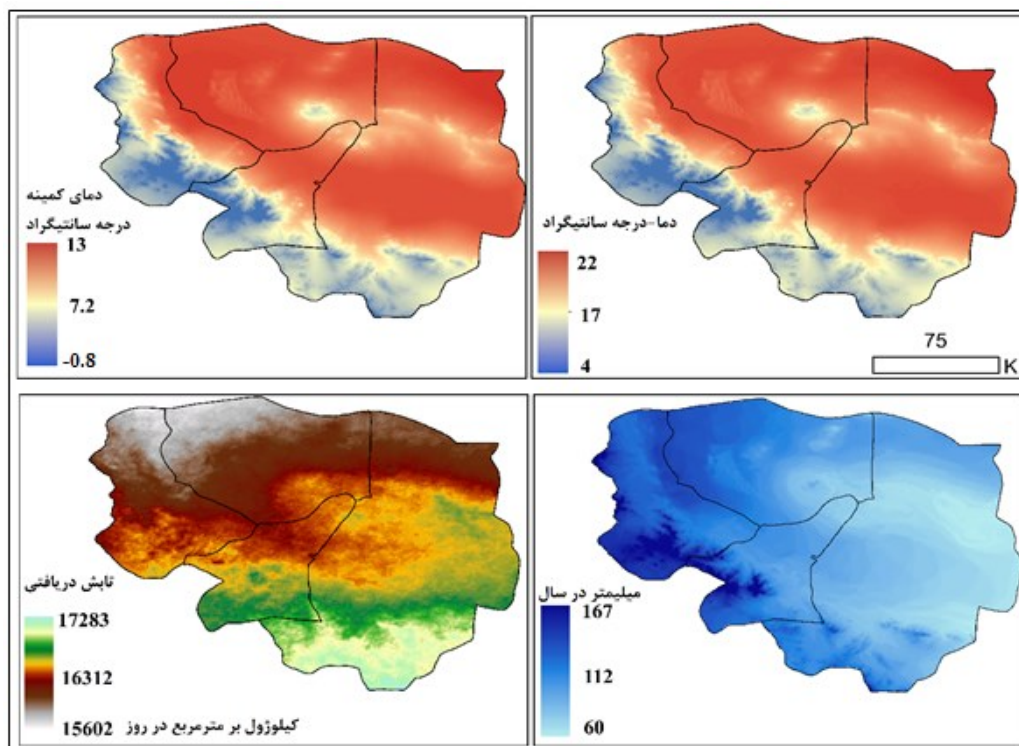 دمای کمینه
درجه سانتیگراد
13
7.2
-0.8
دما-درجه سانتیگراد
22
17
4
75
K
تابش دریافتی
17283
16312
15602
کیلوژول بر مترمربع در روز
میلیمتر در سال
167
112
60